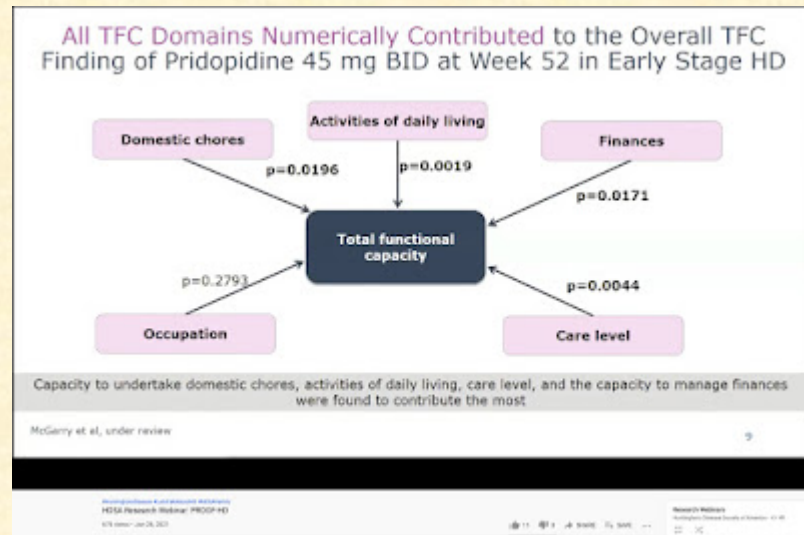 All TFC Domains Numerically Contributed to the Overall TFC
Finding of Pridopidine 45 mg BID at Week 52 in Early Stage HD
Activities of daily living
Domestic chores
Finances
p=0.0196
p=0.0019
p=0.0171
Total functional
capacity
p=0.2793
p=0.0044
Occupation
Care level
Capacity to undertake domestic chores, activities of daily living, care level, and the capacity to manage finances
were found to contribute the most
McGarry et al, under review
9
HDSA Research Webinar: PROOF-HD
SHARE
SAVE
Research Webinars